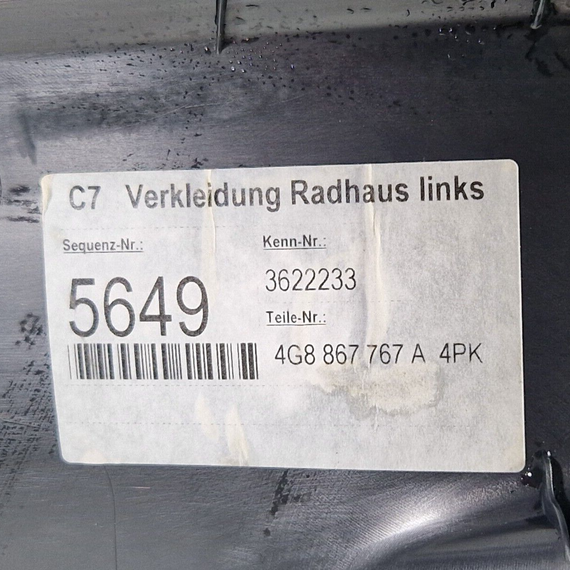 C7 Verkleidung Radhaus links
Sequenz-Nr.:
5649
Kenn-Nr.:
3622233
Teile-Nr.:
4G8 867 767 A 4PK